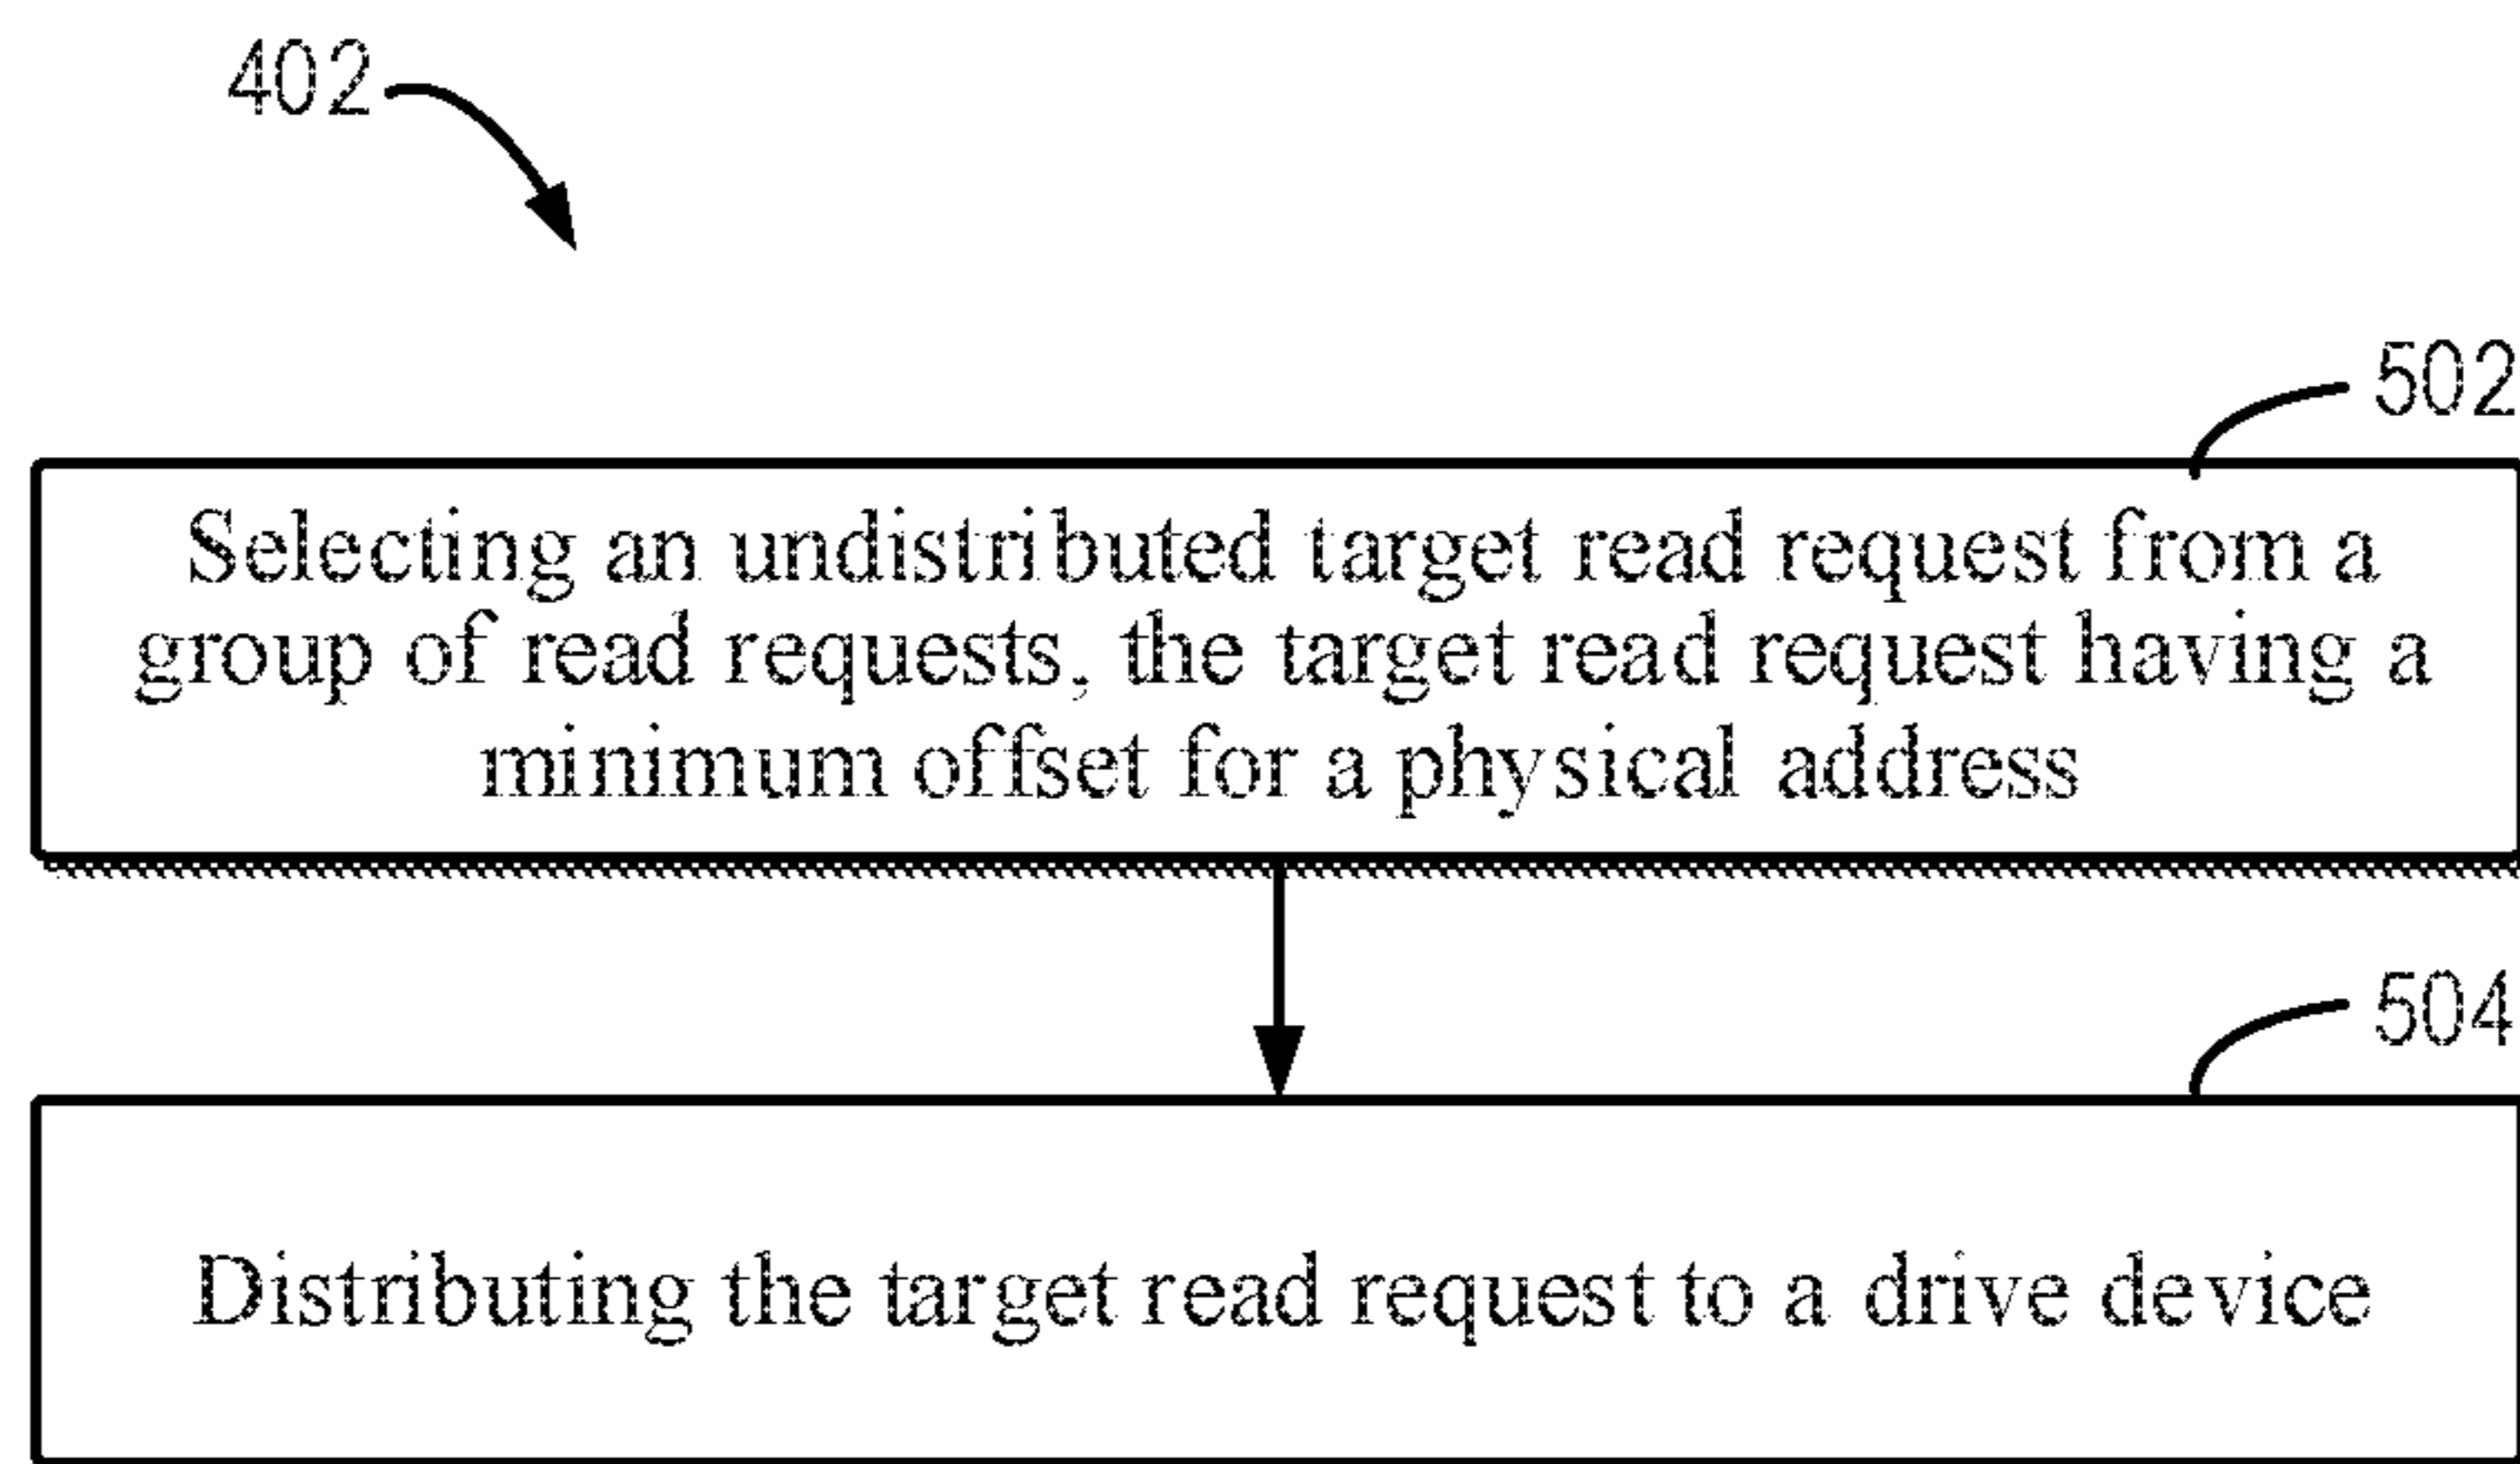 402
502
Selecting an undistributed target read request from a
group of read requests, the target read request having a
minimum offset for a physical address
504
Distributing the target read request to a drive device